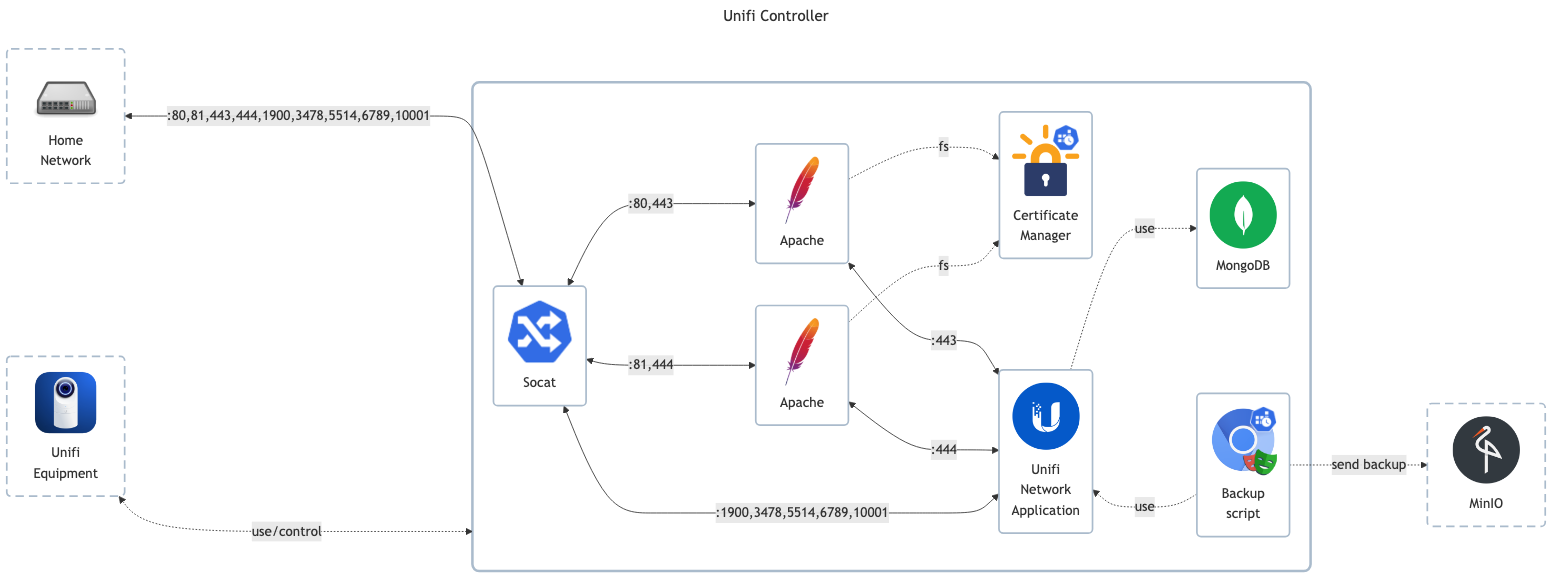 Unifi Controller
Home
Network
:80,81,443,444,1900,3478,5514,6789,10001
:80,443
Apache
fs
Certificate
Manager
use
MongoDB
fs
Socat
:81,444
Apache
:443
:444
Unifi
Network
Application
Unifi
Equipment
use/control
:1900,3478,5514,6789,10001
use
Backup
script
send backup
MinIO